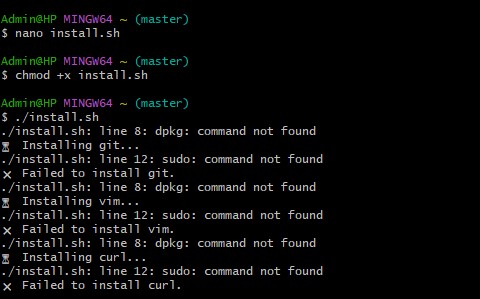 Admin@HP MINGW64 ~ (master)
$ nano install.sh
Admin@HP MINGW64 ~ (master)
$ chmod +x install.sh
Admin@HP MINGW64 ~ (master)
$ ./install.sh
./install.sh: line 8: dpkg: command not found
⏳ Installing git...
./install.sh: line 12: sudo: command not found
❌ Failed to install git.
./install.sh: line 8: dpkg: command not found
⏳ Installing vim...
./install.sh: line 12: sudo: command not found
❌ Failed to install vim.
./install.sh: line 8: dpkg: command not found
⏳ Installing curl...
./install.sh: line 12: sudo: command not found
❌ Failed to install curl.